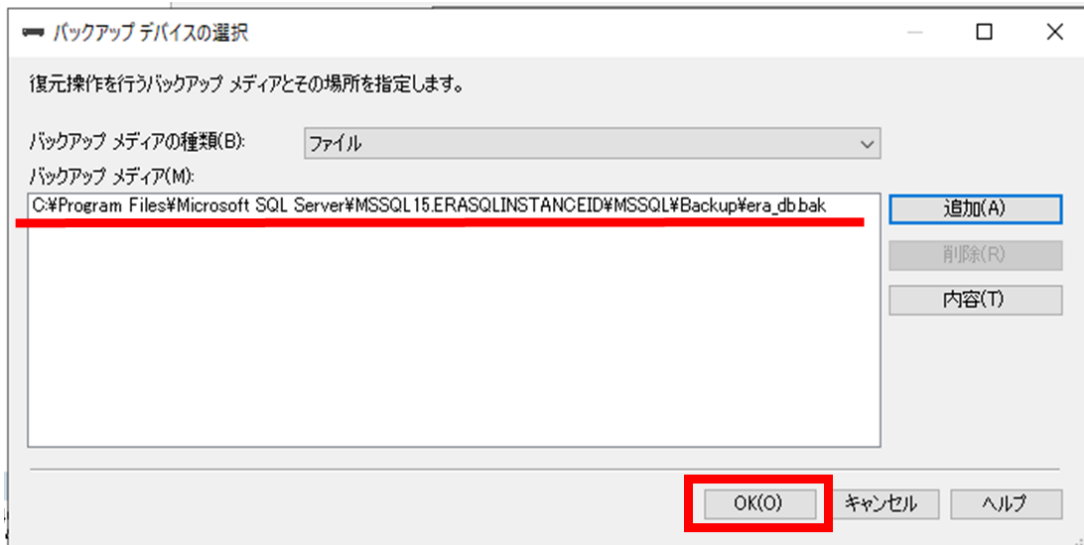 バックアップ デバイスの選択
復元操作を行うバックアップ メディアとその場所を指定します。
バックアップ メディアの種類(B):
ファイル
バックアップ メディア(M):
C:¥Program Files¥Microsoft SQL Server¥MSSQL15.ERASQLINSTANCEID¥MSSQL¥Backup¥era_db.bak
追加(A)
削除(R)
内容(T)
OK(O)
キャンセル
ヘルプ